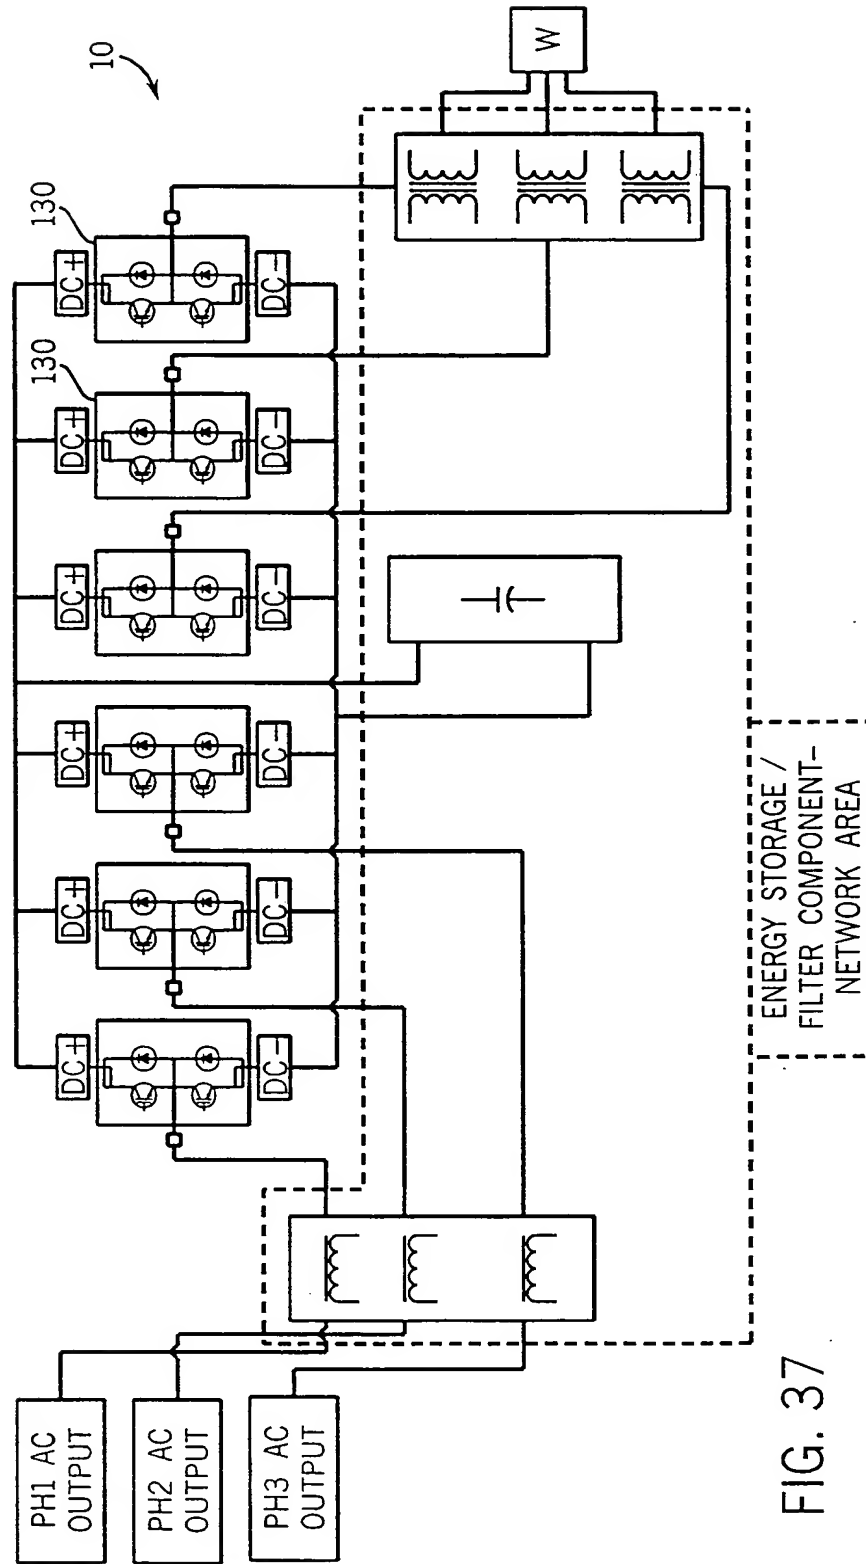 10
130
130
DC+
DC+
DC+
DC+
DC+
DC+
DC-
DC-
DC-
DC-
DC-
DC-
W
PH1 AC
OUTPUT
PH2 AC
OUTPUT
PH3 AC
OUTPUT
ENERGY STORAGE /
FILTER COMPONENT-
NETWORK AREA
FIG. 37